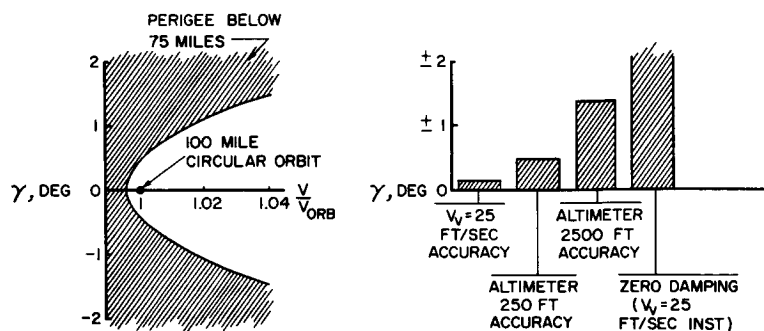 PERIGEE BELOW
75 MILES
2
1
0
-1
-2
γ, DEG
100 MILE
CIRCULAR ORBIT
1
1.02
1.04
V
V_ORB
± 2
± 1
0
γ, DEG
V_V = 25
FT/SEC
ACCURACY
ALTIMETER
250 FT
ACCURACY
ALTIMETER
2500 FT
ACCURACY
ZERO DAMPING
(V_V = 25
FT/SEC INST)